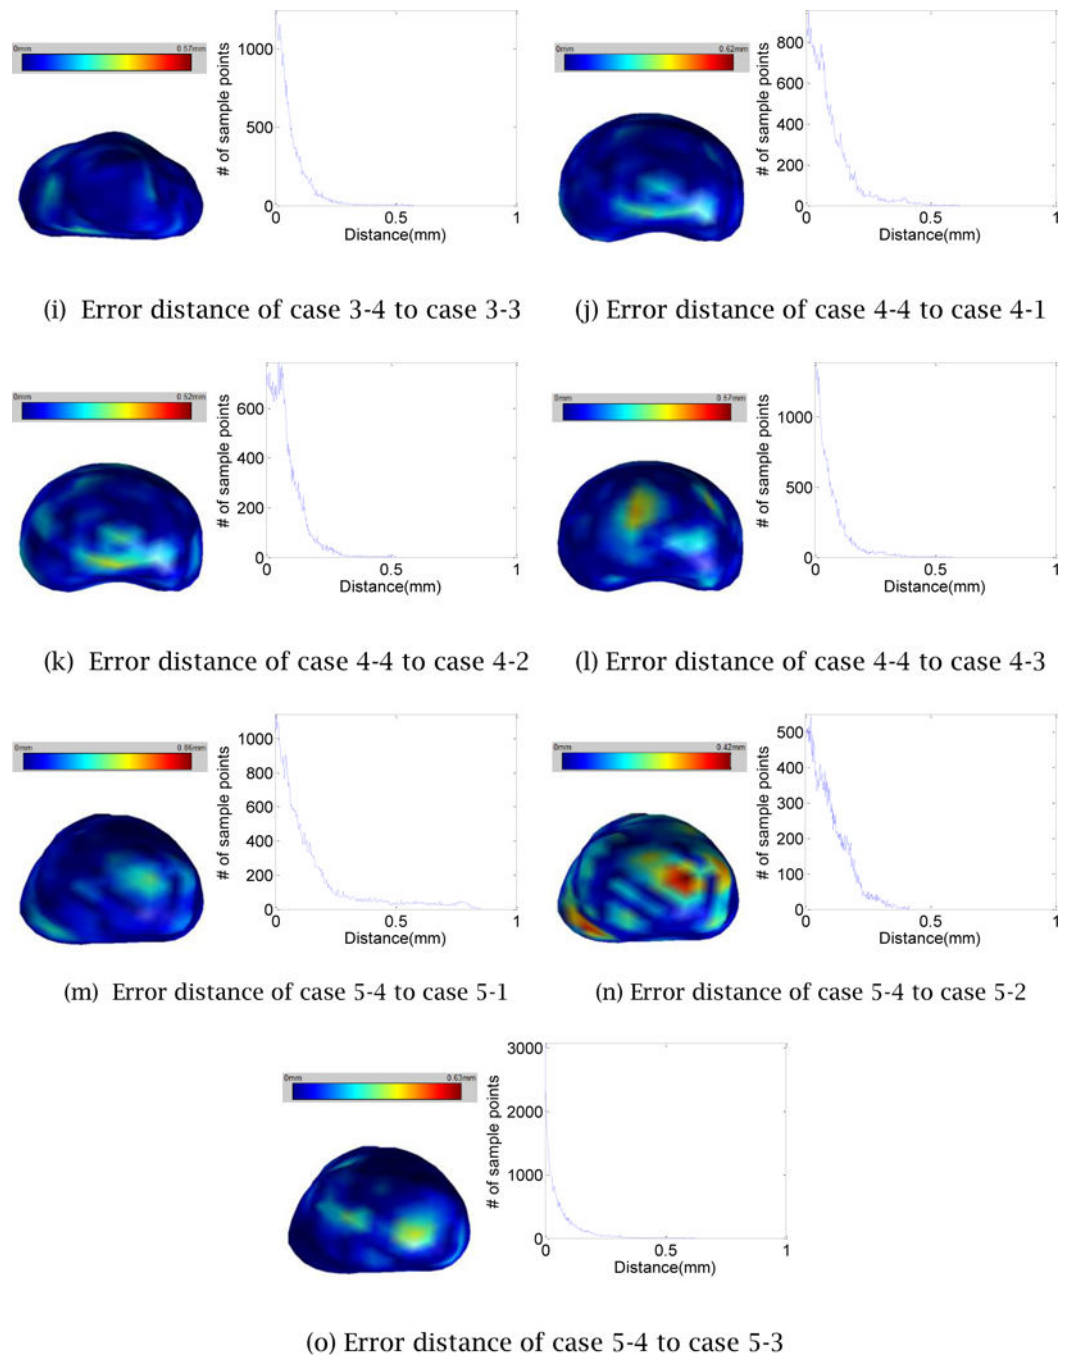 0mm 0.57mm
# of sample points
1000
500
0
0 0.5 1
Distance(mm)
0mm 0.62mm
# of sample points
800
600
400
200
0
0 0.5 1
Distance(mm)
(i) Error distance of case 3-4 to case 3-3
(j) Error distance of case 4-4 to case 4-1
0mm 0.52mm
# of sample points
600
400
200
0
0 0.5 1
Distance(mm)
0mm 0.57mm
# of sample points
1000
500
0
0 0.5 1
Distance(mm)
(k) Error distance of case 4-4 to case 4-2
(l) Error distance of case 4-4 to case 4-3
0mm 0.86mm
# of sample points
1000
800
600
400
200
0
0 0.5 1
Distance(mm)
0mm 0.42mm
# of sample points
500
400
300
200
100
0
0 0.5 1
Distance(mm)
(m) Error distance of case 5-4 to case 5-1
(n) Error distance of case 5-4 to case 5-2
0mm 0.63mm
# of sample points
3000
2000
1000
0
0 0.5 1
Distance(mm)
(o) Error distance of case 5-4 to case 5-3